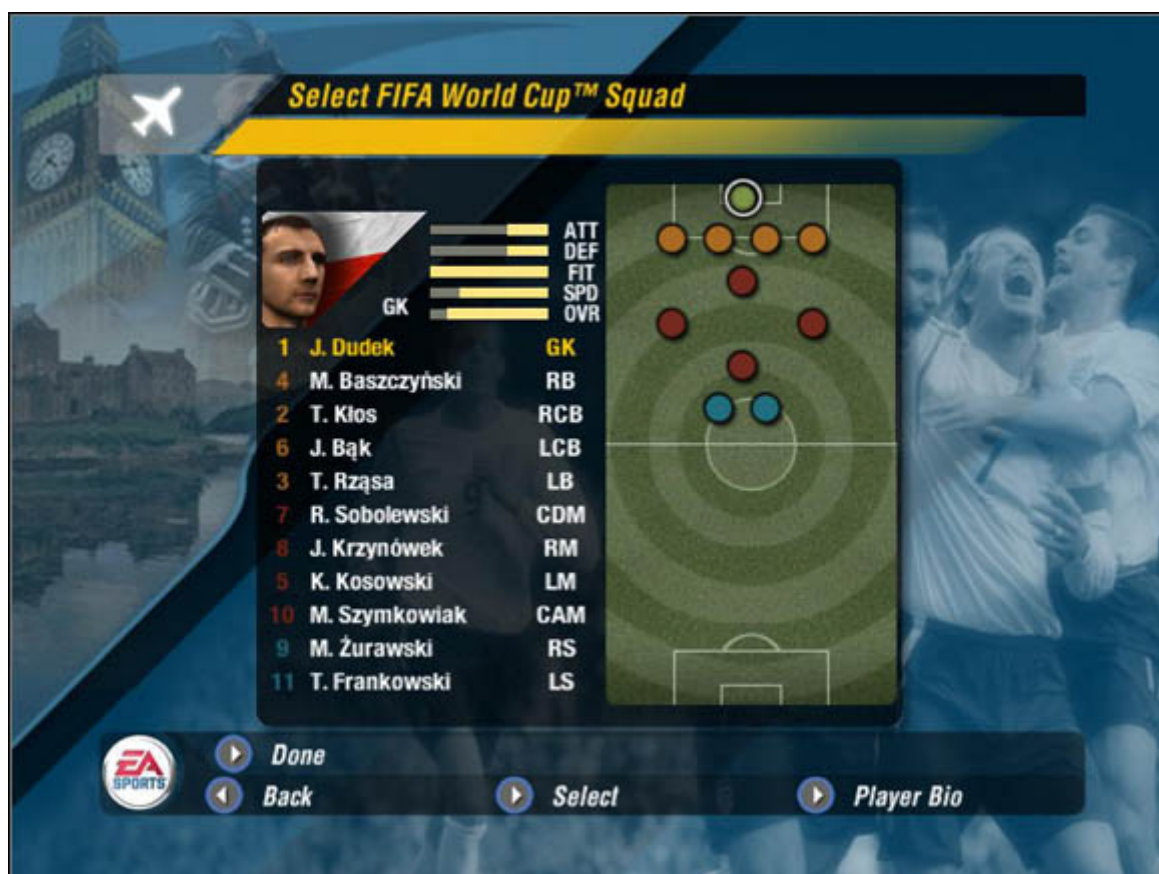 Select FIFA World Cup™ Squad
ATT
DEF
FIT
SPD
GK OVR
1 J. Dudek GK
4 M. Baszczyński RB
2 T. Kłos RCB
6 J. Bąk LCB
3 T. Rząsa LB
7 R. Sobolewski CDM
8 J. Krzynówek RM
5 K. Kosowski LM
10 M. Szymkowiak CAM
9 M. Żurawski RS
11 T. Frankowski LS
EA SPORTS
Done
Back Select Player Bio